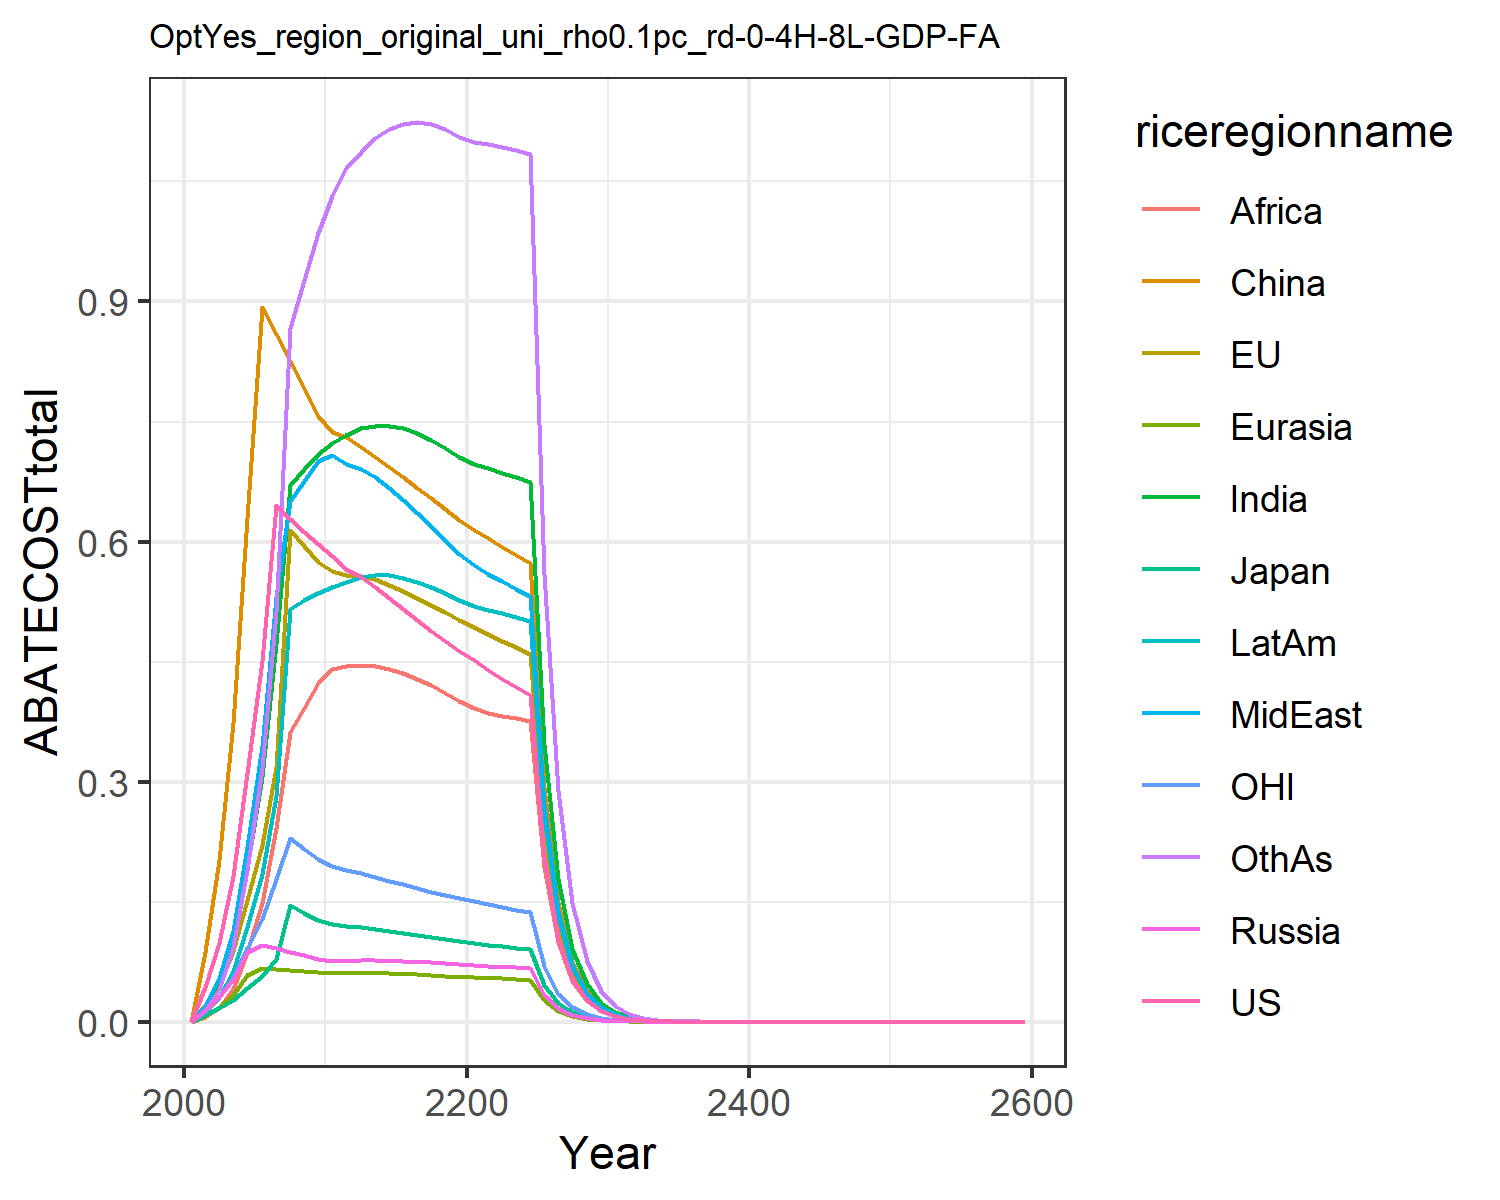 OptYes_region_original_uni_rho0.1pc_rd-0-4H-8L-GDP-FA
ABATECOSTtotal
0.9
0.6
0.3
0.0
2000
2200
2400
2600
Year
riceregionname
Africa
China
EU
Eurasia
India
Japan
LatAm
MidEast
OHI
OthAs
Russia
US